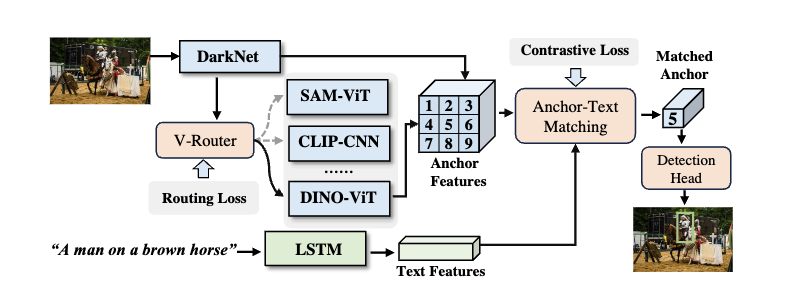 DarkNet
Contrastive Loss
Matched
Anchor
SAM-ViT
1 2 3
4 5 6
7 8 9
Anchor-Text
Matching
5
V-Router
CLIP-CNN
......
Anchor
Features
Detection
Head
Routing Loss
DINO-ViT
“A man on a brown horse”
LSTM
Text Features